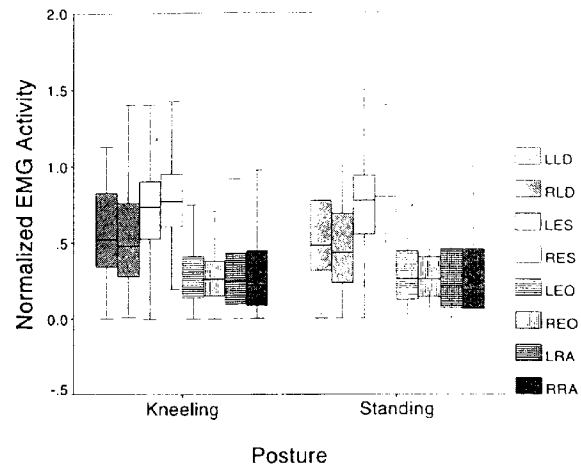 2.0
1.5
1.0
.5
0.0
-.5
Normalized EMG Activity
Kneeling
Standing
Posture
LLD
RLD
LES
RES
LEO
REO
LRA
RRA